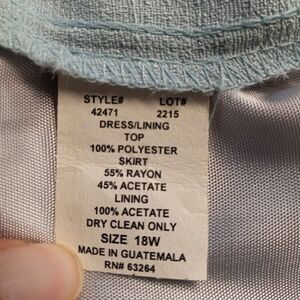 STYLE# LOT#
42471 2215
DRESS/LINING
TOP
100% POLYESTER
SKIRT
55% RAYON
45% ACETATE
LINING
100% ACETATE
DRY CLEAN ONLY
SIZE 18W
MADE IN GUATEMALA
RN# 63264